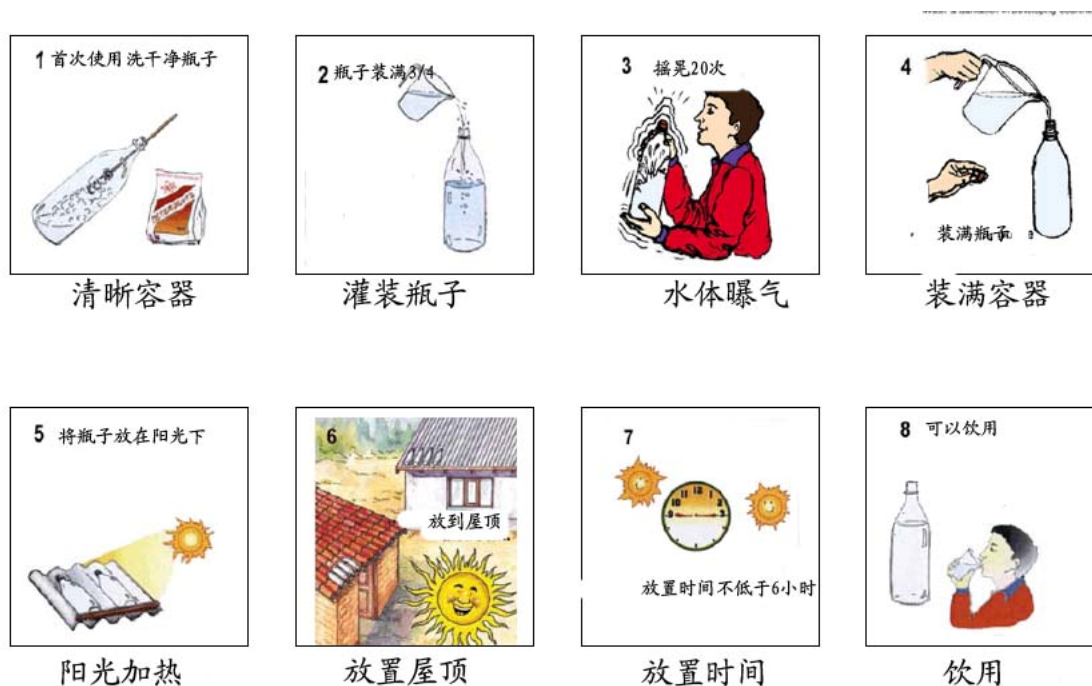 1 首次使用洗干净瓶子
2 瓶子装满3/4
3 摇晃20次
4
装满瓶子
清晰容器
灌装瓶子
水体曝气
装满容器
5 将瓶子放在阳光下
6
放到屋顶
7
放置时间不低于6小时
8 可以饮用
阳光加热
放置屋顶
放置时间
饮用